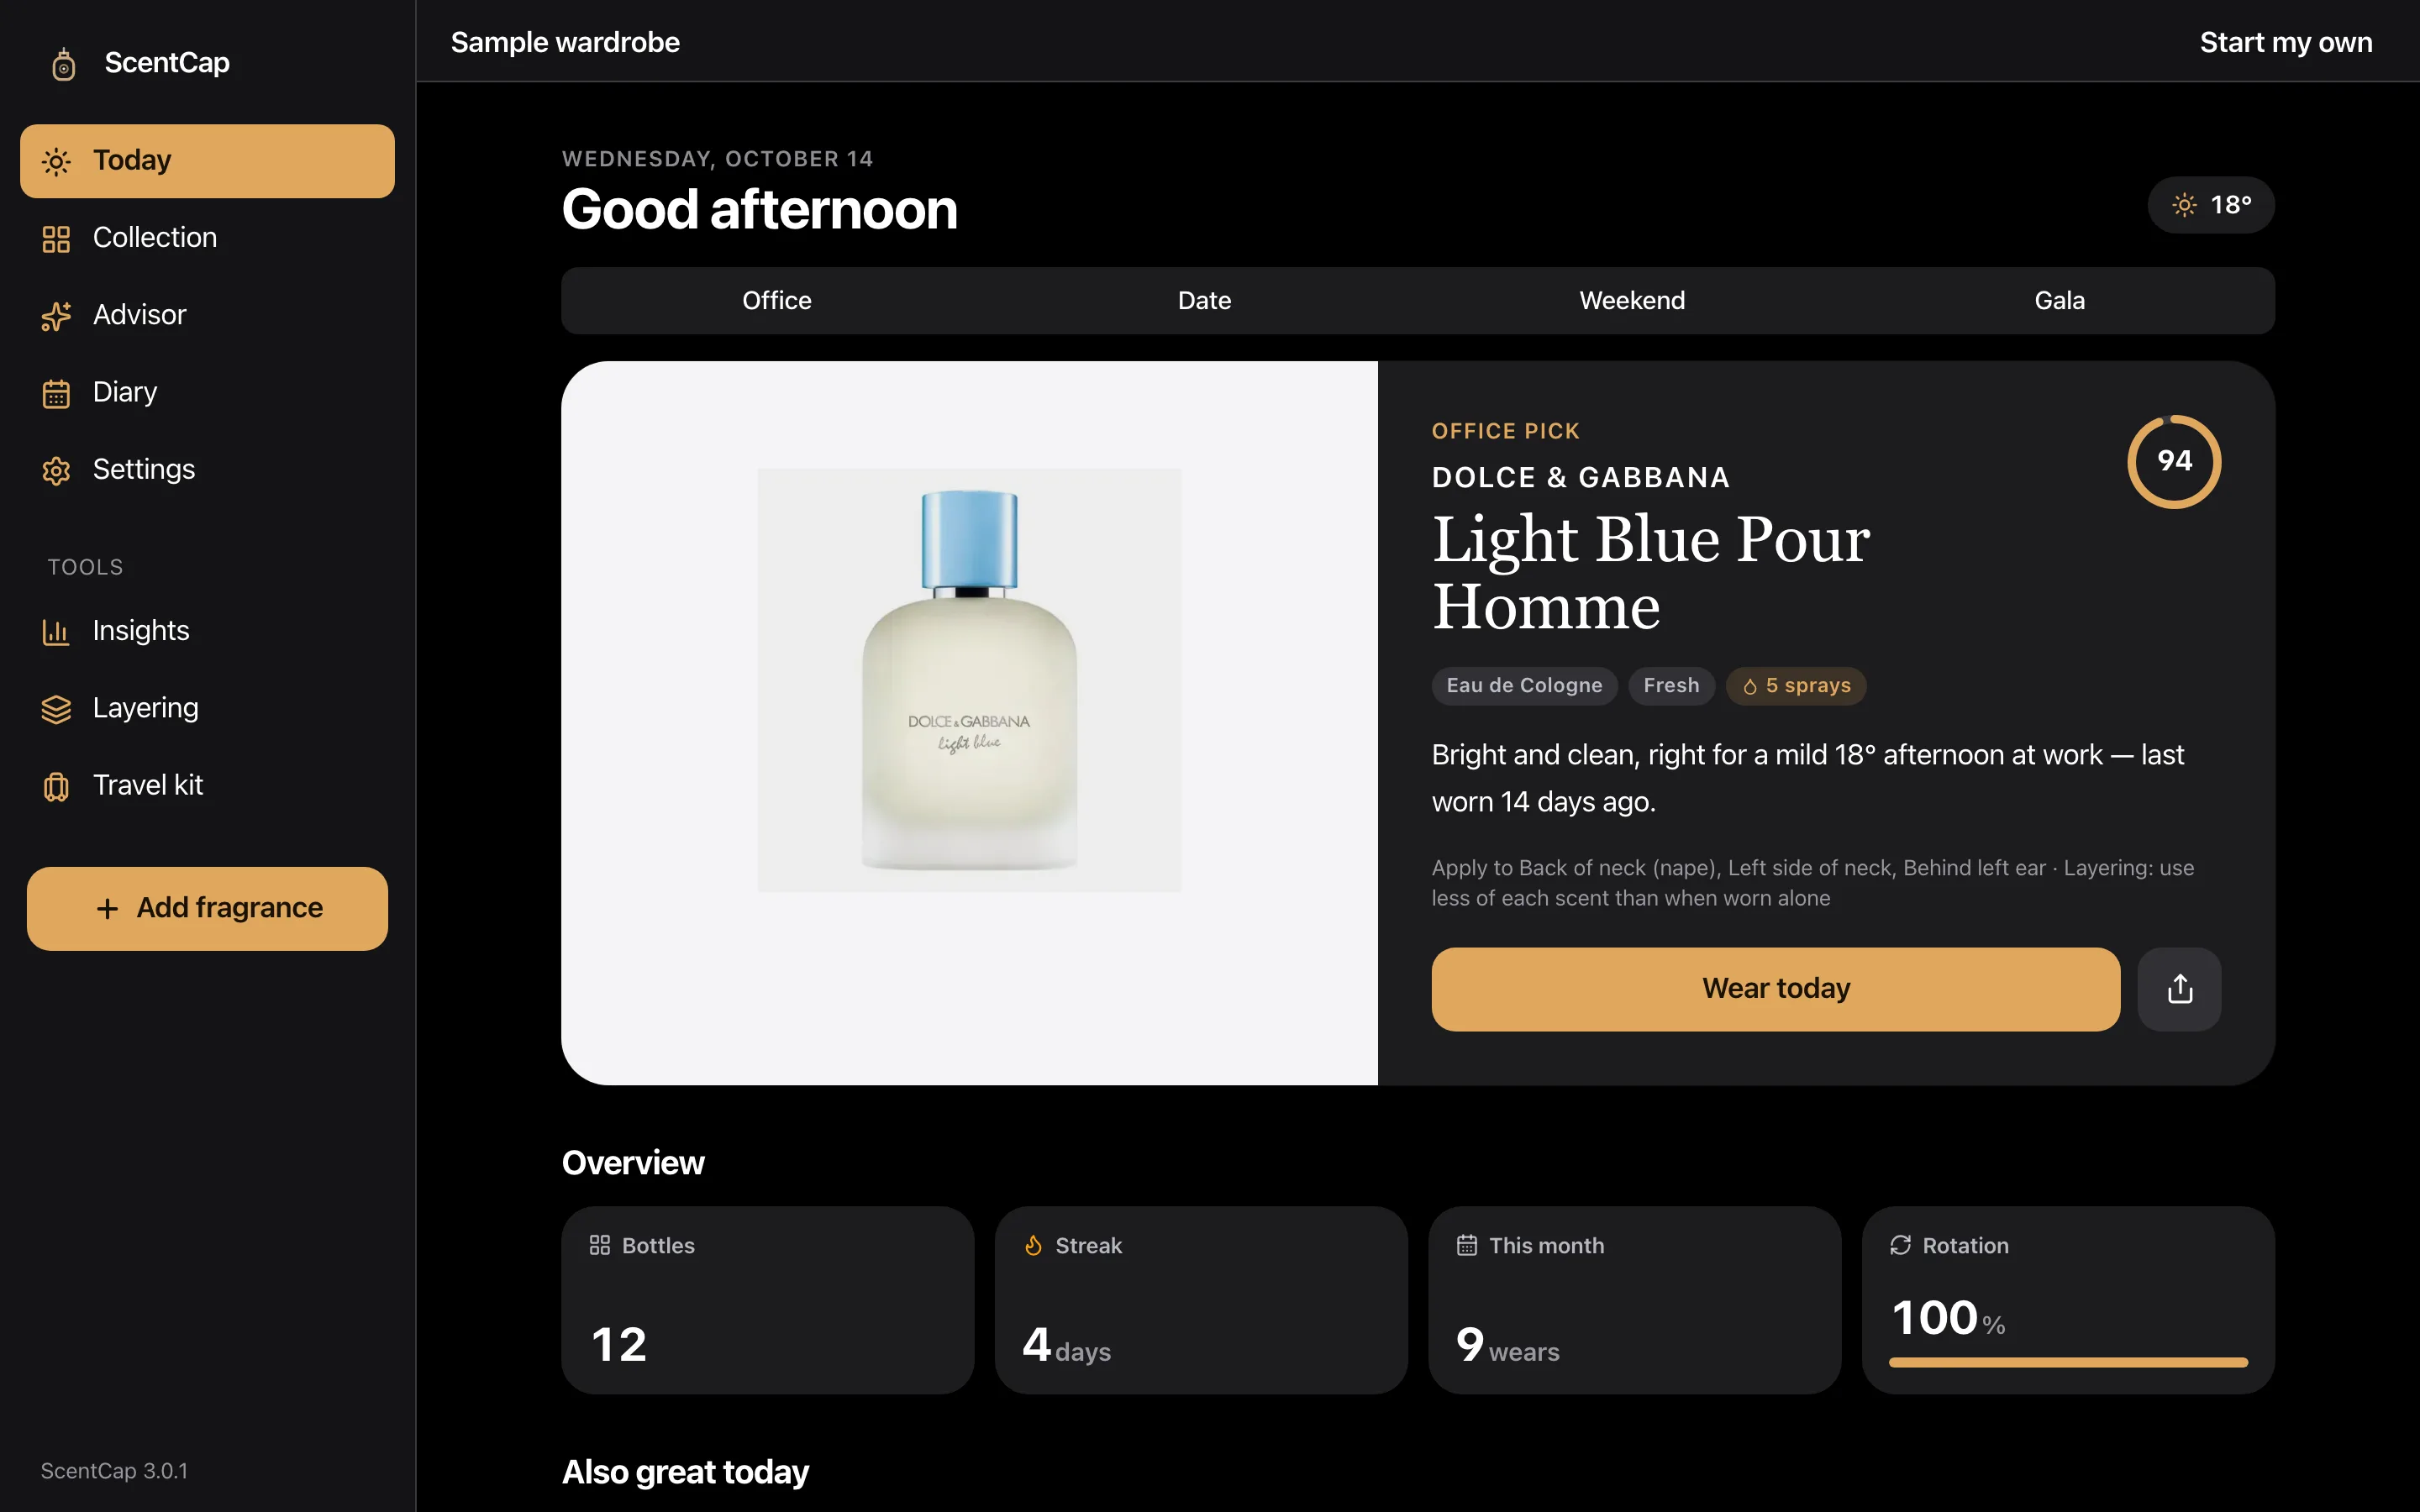 ScentCap
Today
Collection
Advisor
Diary
Settings
TOOLS
Insights
Layering
Travel kit
+ Add fragrance
ScentCap 3.0.1
Sample wardrobe
Start my own
WEDNESDAY, OCTOBER 14
Good afternoon
18°
Office
Date
Weekend
Gala
DOLCE & GABBANA
light blue
OFFICE PICK
94
DOLCE & GABBANA
Light Blue Pour
Homme
Eau de Cologne
Fresh
5 sprays
Bright and clean, right for a mild 18° afternoon at work — last
worn 14 days ago.
Apply to Back of neck (nape), Left side of neck, Behind left ear · Layering: use
less of each scent than when worn alone
Wear today
Overview
Bottles
12
Streak
4 days
This month
9 wears
Rotation
100 %
Also great today